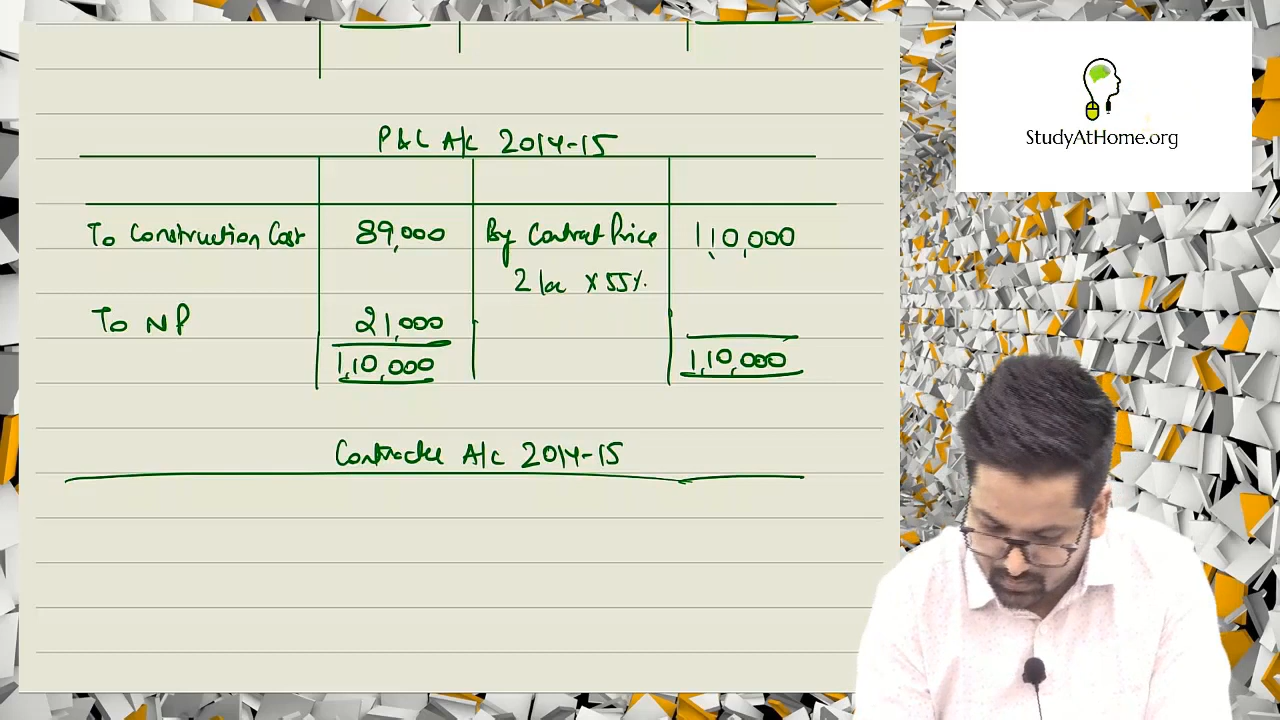 P&L A/c 2014-15
To Construction Cost 89,000 By Contract Price 1,10,000
2 lac X 55%.
To NP 21,000
1,10,000 1,10,000
Contractee A/c 2014-15
StudyAtHome.org